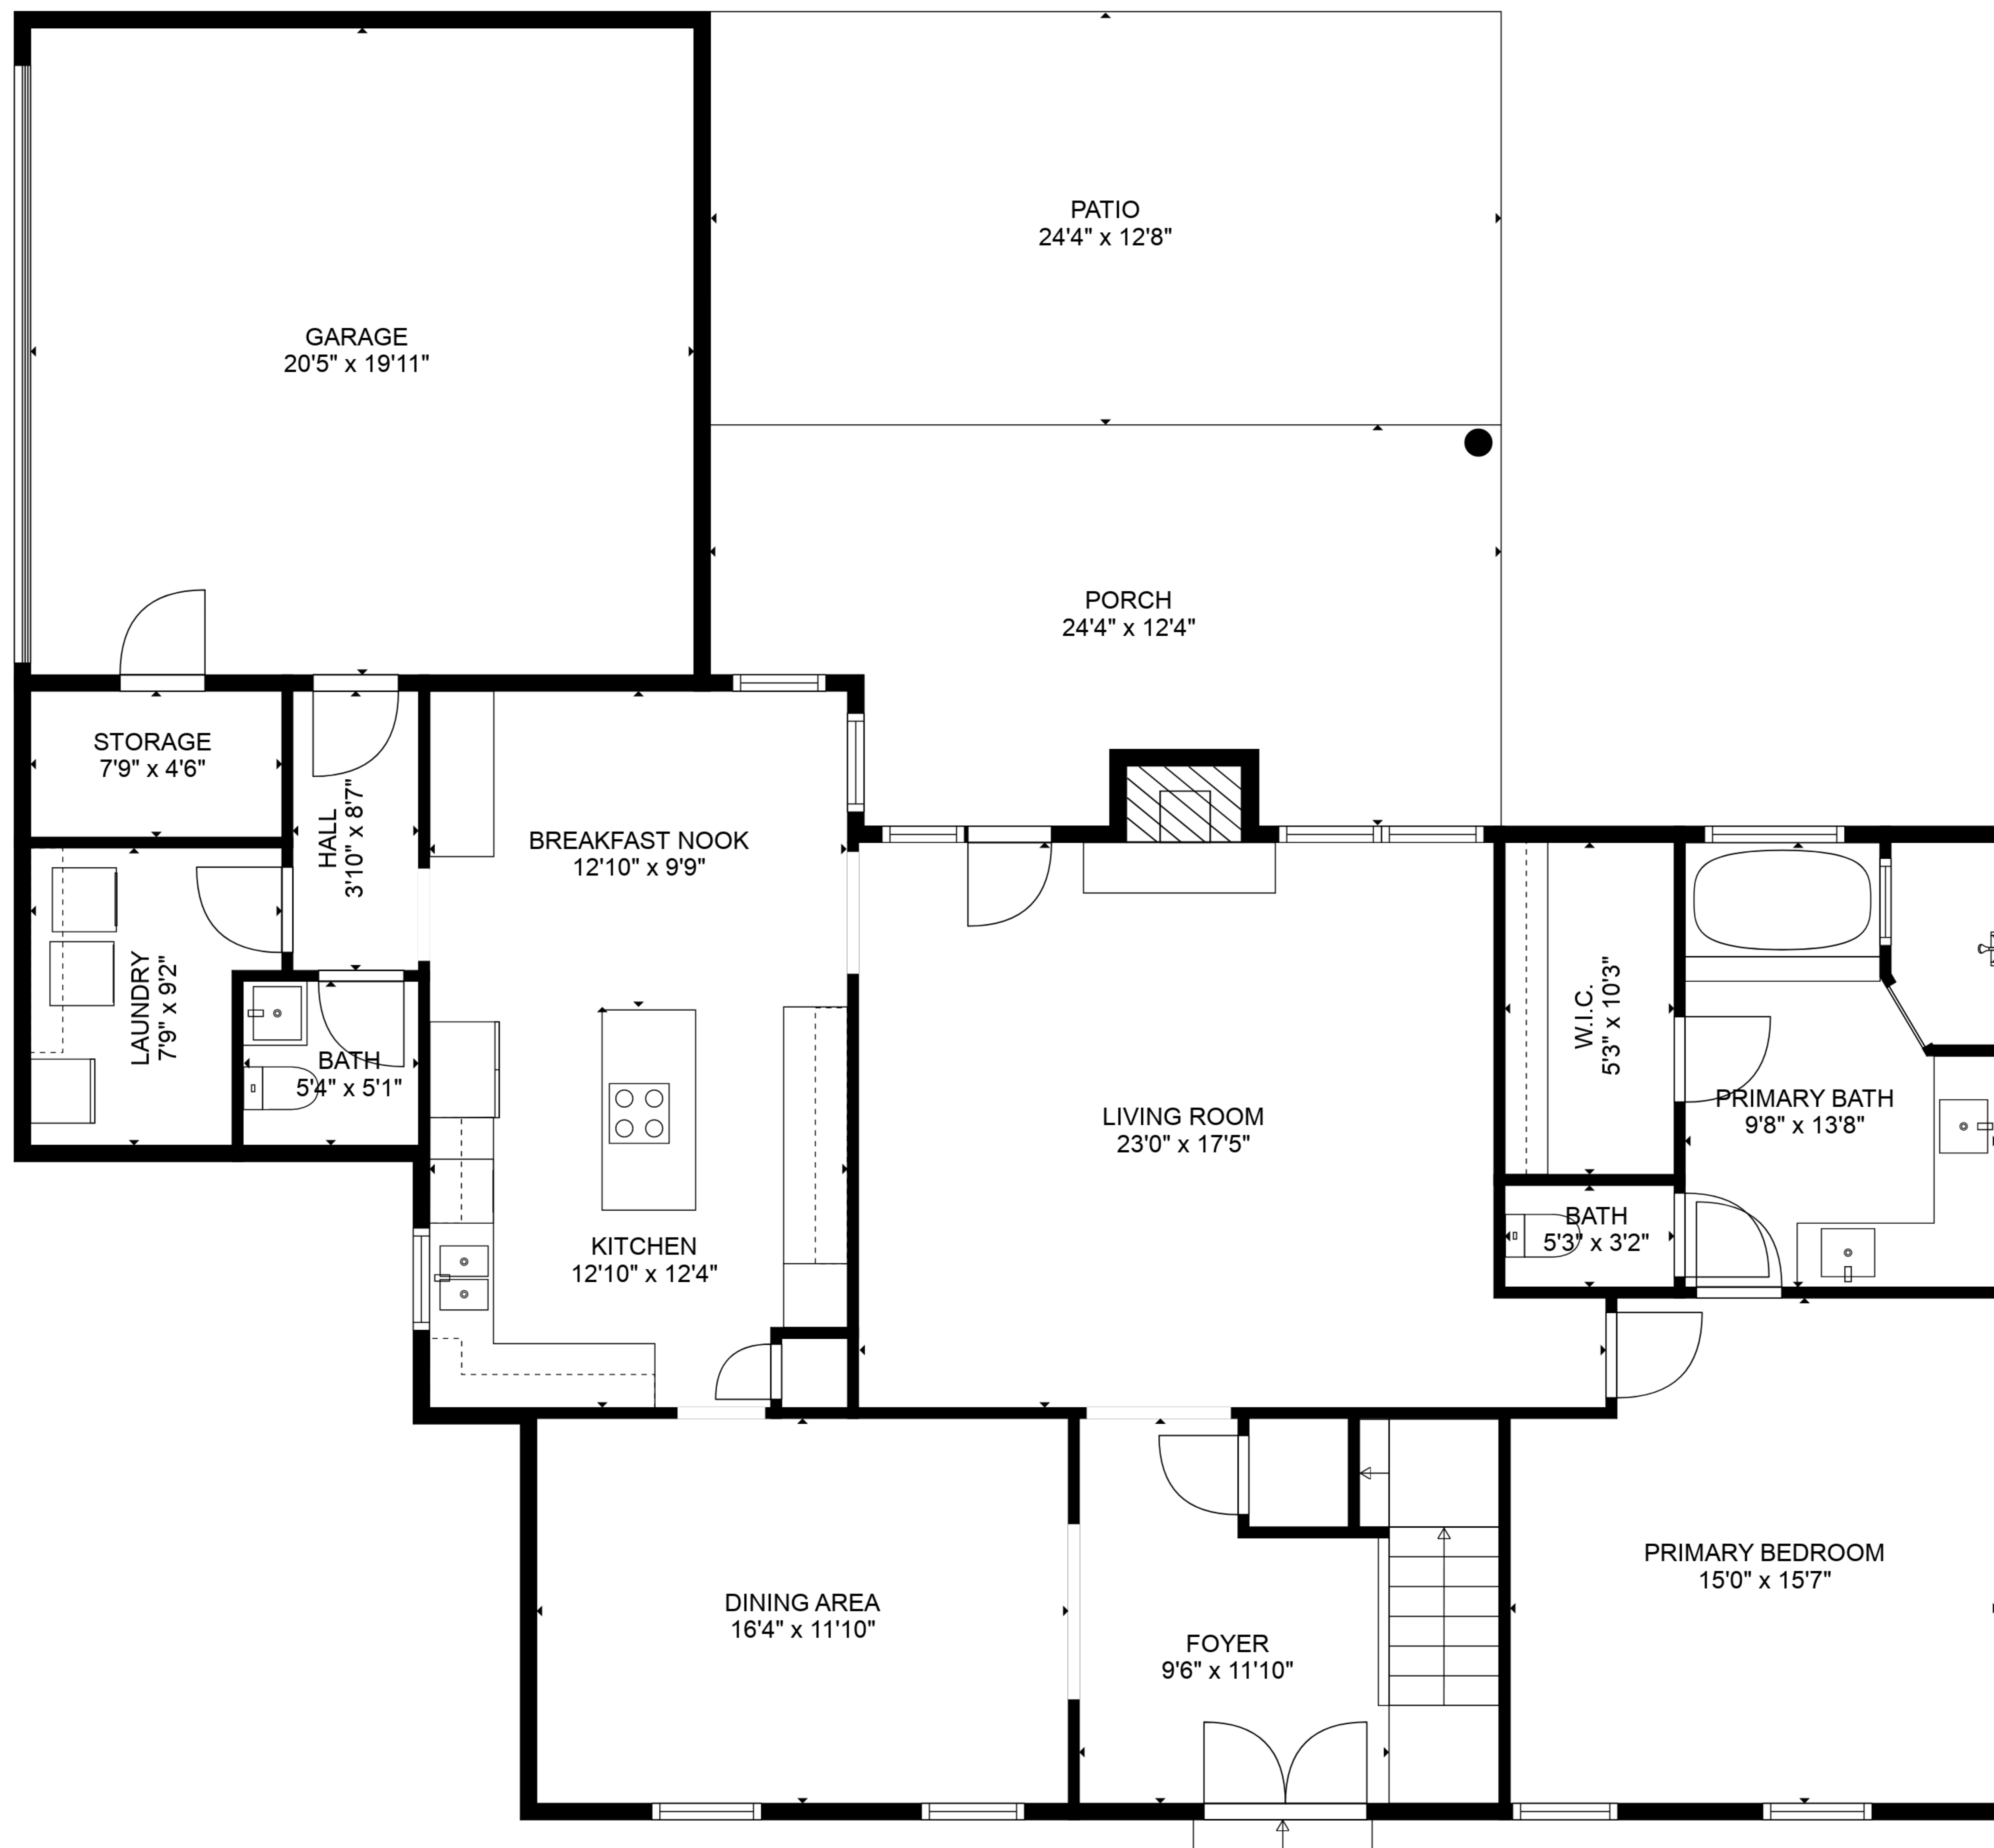 PATIO
24'4" x 12'8"
GARAGE
20'5" x 19'11"
PORCH
24'4" x 12'4"
STORAGE
7'9" x 4'6"
HALL
3'10" x 8'7"
BREAKFAST NOOK
12'10" x 9'9"
LAUNDRY
7'9" x 9'2"
BATH
5'4" x 5'1"
LIVING ROOM
23'0" x 17'5"
W.I.C.
5'3" x 10'3"
PRIMARY BATH
9'8" x 13'8"
BATH
5'3" x 3'2"
KITCHEN
12'10" x 12'4"
PRIMARY BEDROOM
15'0" x 15'7"
DINING AREA
16'4" x 11'10"
FOYER
9'6" x 11'10"